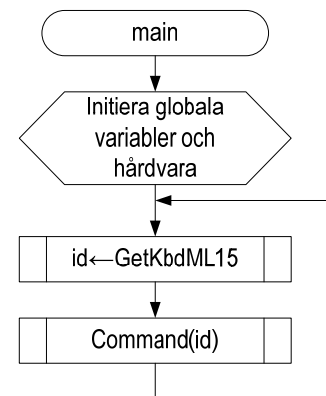 main
Initiera globala
variabler och
hårdvara
id←GetKbdML15
Command(id)